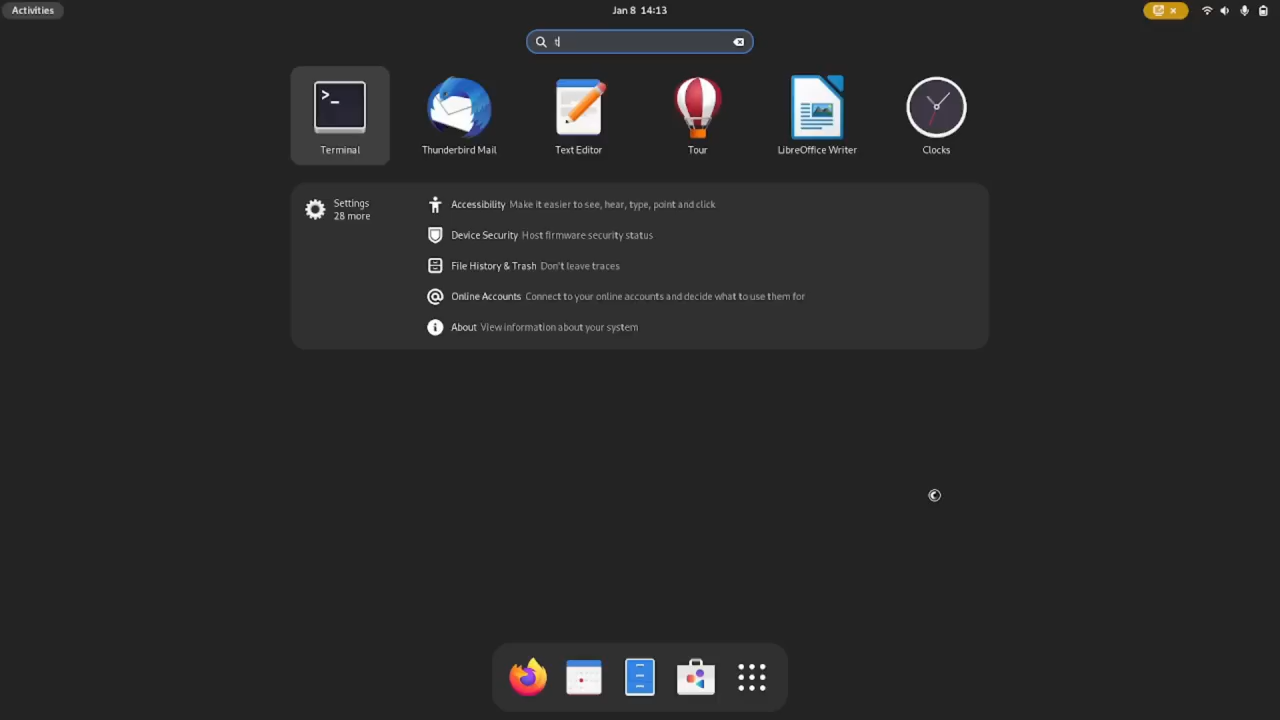 Activities
Jan 8 14:13
t
Terminal
Thunderbird Mail
Text Editor
Tour
LibreOffice Writer
Clocks
Settings
28 more
Accessibility Make it easier to see, hear, type, point and click
Device Security Host firmware security status
File History & Trash Don't leave traces
Online Accounts Connect to your online accounts and decide what to use them for
About View information about your system